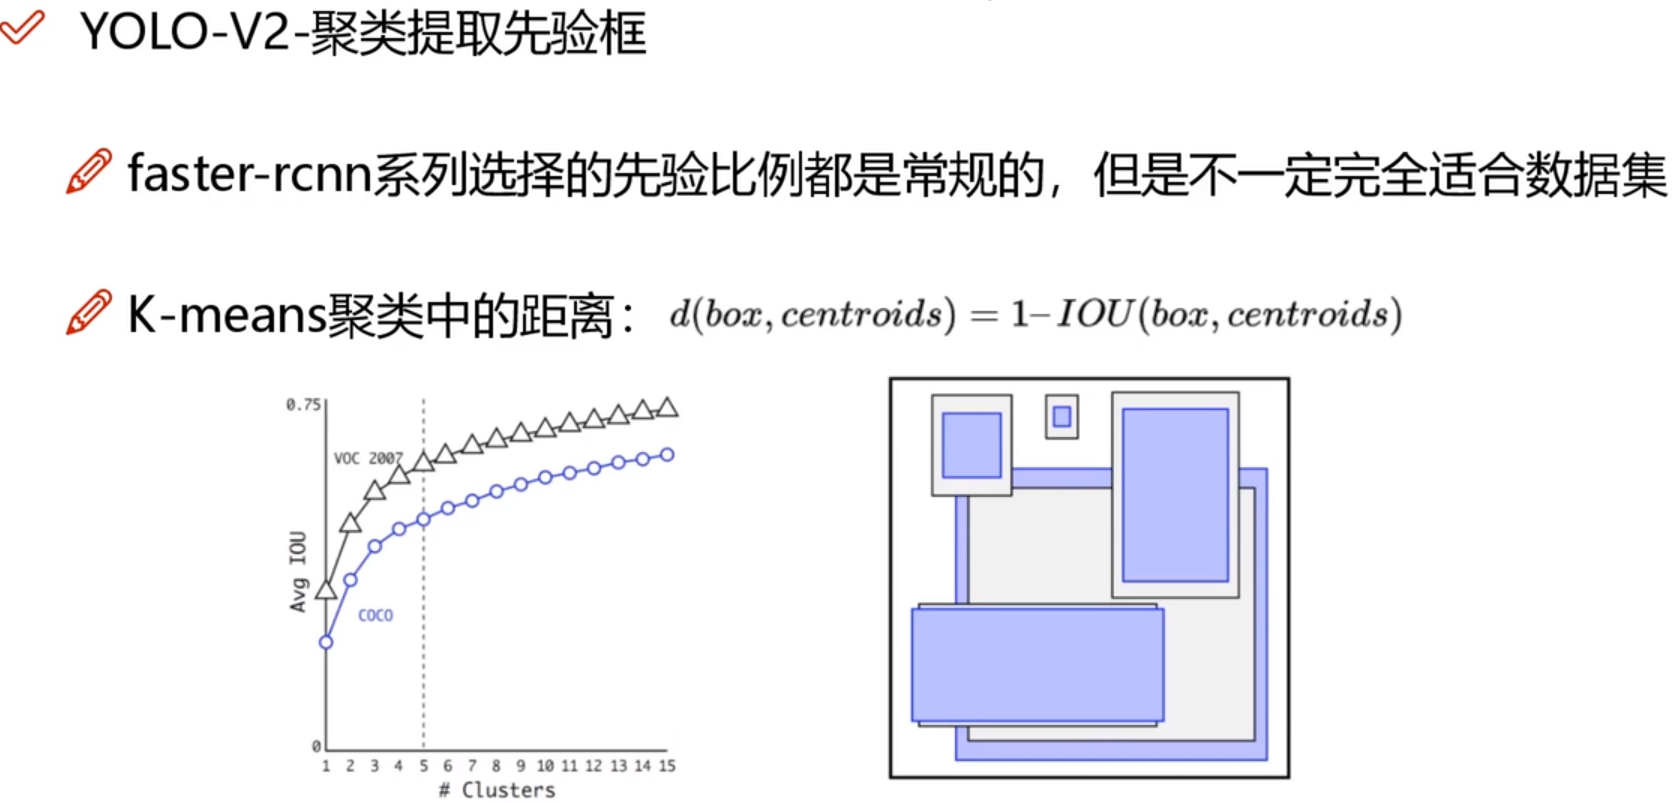 YOLO-V2-聚类提取先验框
faster-rcnn系列选择的先验比例都是常规的，但是不一定完全适合数据集
K-means聚类中的距离： d(box, centroids) = 1– IOU(box, centroids)
0.75
VOC 2007
Avg IOU
COCO
0
1 2 3 4 5 6 7 8 9 10 11 12 13 14 15
# Clusters